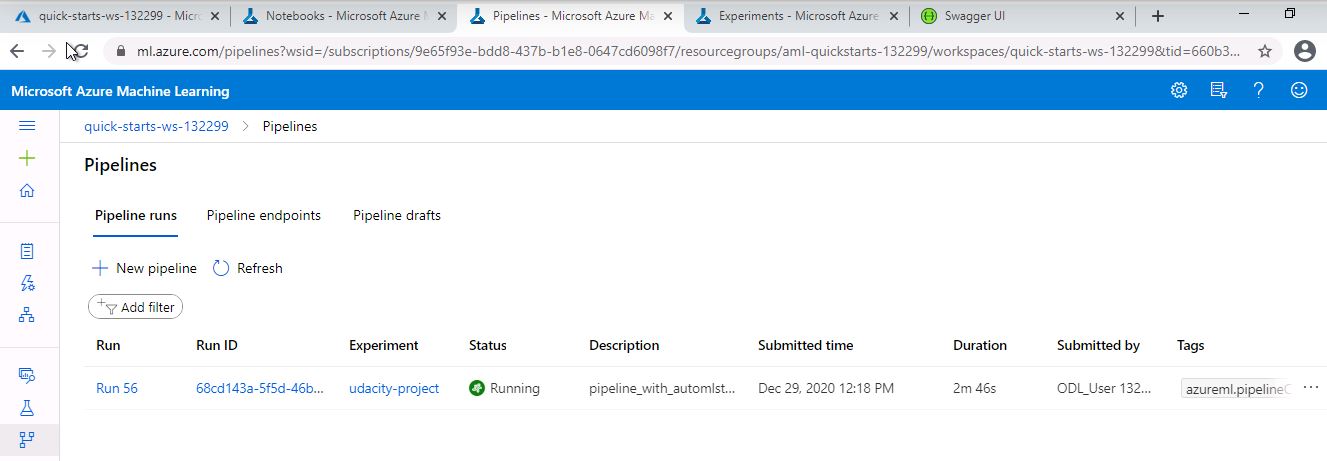 quick-starts-ws-132299 - Micr
Notebooks - Microsoft Azure M
Pipelines - Microsoft Azure Ma
Experiments - Microsoft Azure
Swagger UI
ml.azure.com/pipelines?wsid=/subscriptions/9e65f93e-bdd8-437b-b1e8-0647cd6098f7/resourcegroups/aml-quickstarts-132299/workspaces/quick-starts-ws-132299&tid=660b3...
Microsoft Azure Machine Learning
quick-starts-ws-132299 > Pipelines
Pipelines
Pipeline runs Pipeline endpoints Pipeline drafts
New pipeline Refresh
Add filter
Run Run ID Experiment Status Description Submitted time Duration Submitted by Tags
Run 56 68cd143a-5f5d-46b... udacity-project Running pipeline_with_automlst... Dec 29, 2020 12:18 PM 2m 46s ODL_User 132... azureml.pipelineC ...